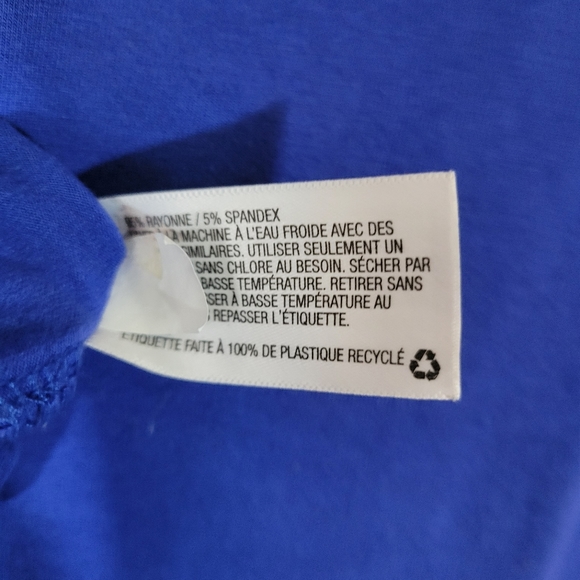 RAYONNE / 5% SPANDEX
LA MACHINE À L'EAU FROIDE AVEC DES
SIMILAIRES. UTILISER SEULEMENT UN
SANS CHLORE AU BESOIN. SÉCHER PAR
BASSE TEMPÉRATURE. RETIRER SANS
À BASSE TEMPÉRATURE AU
REPASSER L'ÉTIQUETTE.
ÉTIQUETTE FAITE À 100% DE PLASTIQUE RECYCLÉ